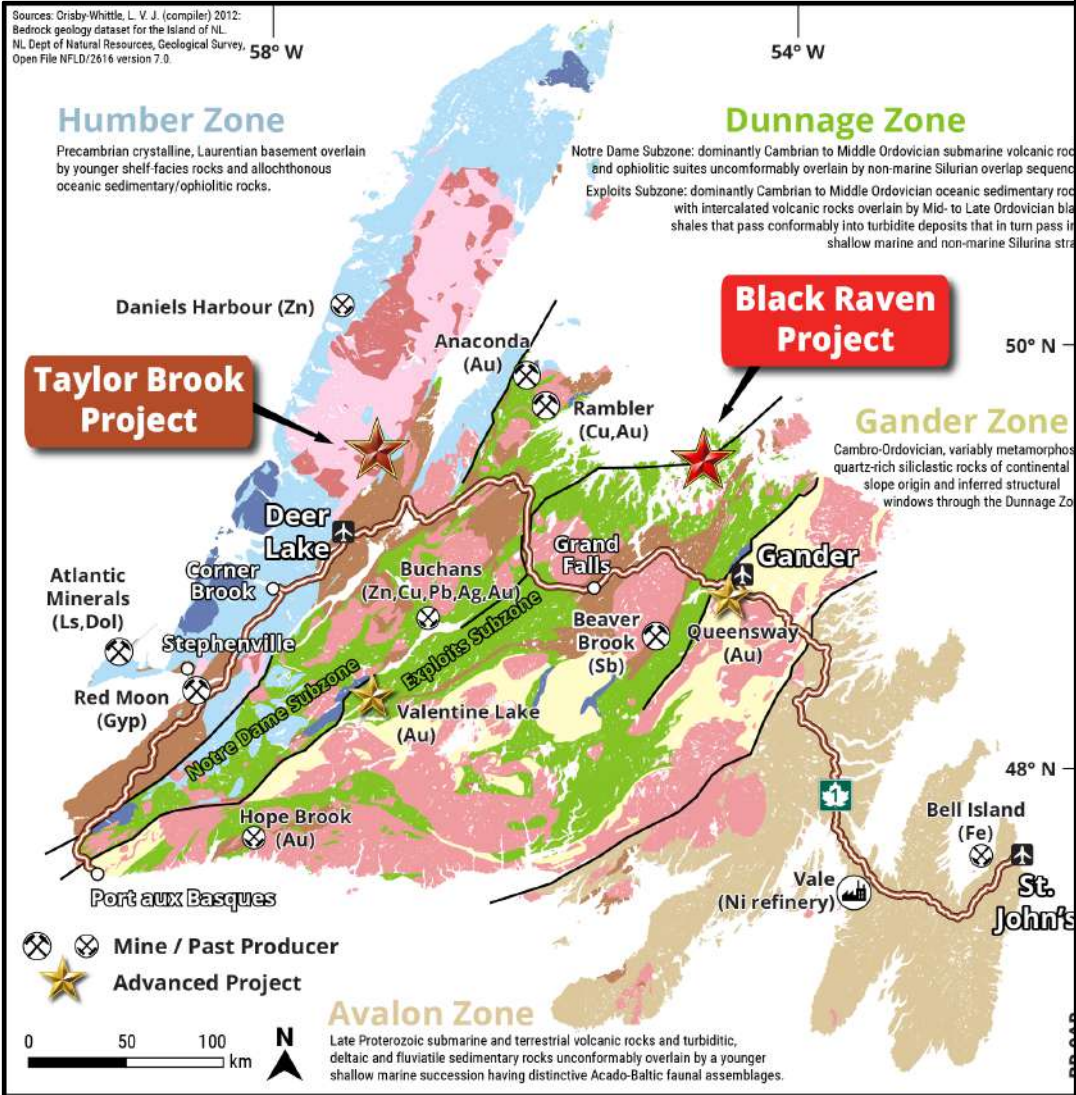 Sources: Crisby-Whittle, L. V. J. (compiler) 2012:
Bedrock geology dataset for the Island of NL.
NL Dept of Natural Resources, Geological Survey,
Open File NFLD/2616 version 7.0.
58° W
54° W
Humber Zone
Precambrian crystalline, Laurentian basement overlain
by younger shelf-facies rocks and allochthonous
oceanic sedimentary/ophiolitic rocks.
Dunnage Zone
Notre Dame Subzone: dominantly Cambrian to Middle Ordovician submarine volcanic roc
and ophiolitic suites uncomformably overlain by non-marine Silurian overlap sequenc
Exploits Subzone: dominantly Cambrian to Middle Ordovician oceanic sedimentary roc
with intercalated volcanic rocks overlain by Mid- to Late Ordovician bla
shales that pass conformably into turbidite deposits that in turn pass in
shallow marine and non-marine Silurina stra
Daniels Harbour (Zn)
Black Raven
Project
Anaconda
(Au)
50° N
Taylor Brook
Project
Rambler
(Cu,Au)
Gander Zone
Cambro-Ordovician, variably metamorphos
quartz-rich siliclastic rocks of continental
slope origin and inferred structural
windows through the Dunnage Zo
Deer
Lake
Grand
Falls
Gander
Corner
Brook
Buchans
(Zn,Cu,Pb,Ag,Au)
Atlantic
Minerals
(Ls,Dol)
Stephenville
Beaver
Brook
(Sb)
Queensway
(Au)
Red Moon
(Gyp)
Notre Dame Subzone
Exploits Subzone
Valentine Lake
(Au)
48° N
1
Hope Brook
(Au)
Bell Island
(Fe)
Port aux Basques
Vale
(Ni refinery)
St.
John's
Mine / Past Producer
Advanced Project
0 50 100
km
N
Avalon Zone
Late Proterozoic submarine and terrestrial volcanic rocks and turbiditic,
deltaic and fluviatile sedimentary rocks unconformably overlain by a younger
shallow marine succession having distinctive Acado-Baltic faunal assemblages.